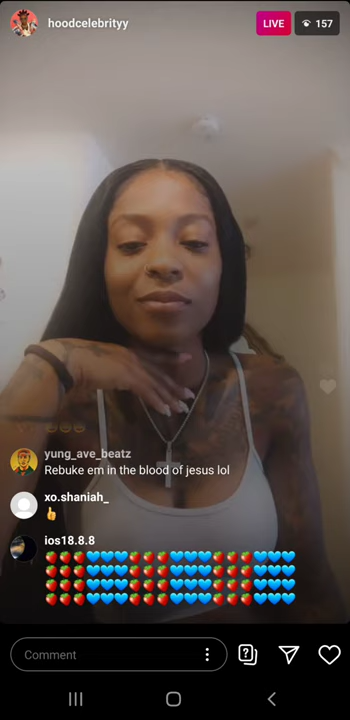 hoodcelebrityy
LIVE
157
yung_ave_beatz
Rebuke em in the blood of jesus lol
xo.shaniah_
ios18.8.8
Comment